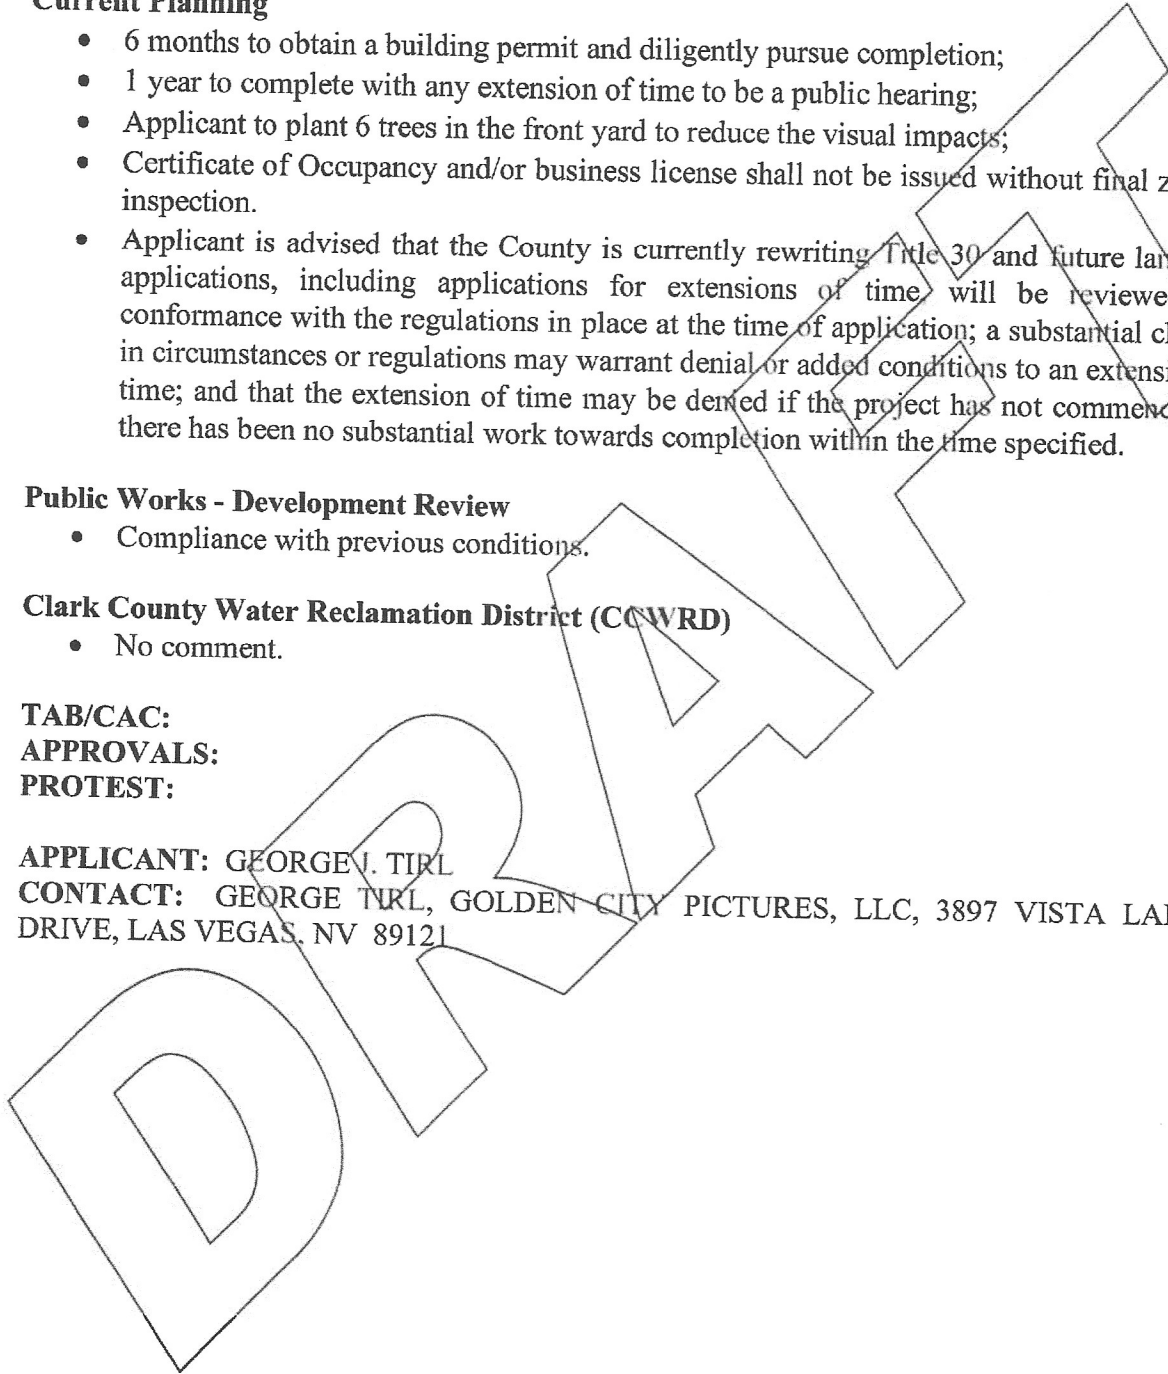 Current Planning
• 6 months to obtain a building permit and diligently pursue completion;
• 1 year to complete with any extension of time to be a public hearing;
• Applicant to plant 6 trees in the front yard to reduce the visual impacts;
• Certificate of Occupancy and/or business license shall not be issued without final
inspection.
• Applicant is advised that the County is currently rewriting Title 30 and future
applications, including applications for extensions of time, will be
conformance with the regulations in place at the time of application; a substantial
in circumstances or regulations may warrant denial or added conditions to an
time; and that the extension of time may be denied if the project has not
there has been no substantial work towards completion within the time specified.
Public Works - Development Review
• Compliance with previous conditions.
Clark County Water Reclamation District (CCWRD)
• No comment.
TAB/CAC:
APPROVALS:
PROTEST:
APPLICANT: GEORGE J. TIRL
CONTACT: GEORGE TIRL, GOLDEN CITY PICTURES, LLC, 3897 VISTA
DRIVE, LAS VEGAS, NV 89121
DRAFT